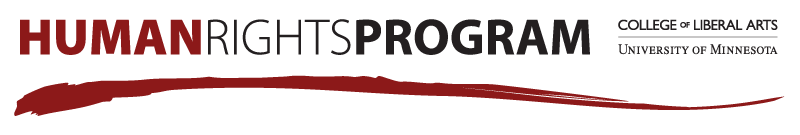 HUMANRIGHTSPROGRAM
COLLEGE of LIBERAL ARTS
UNIVERSITY OF MINNESOTA